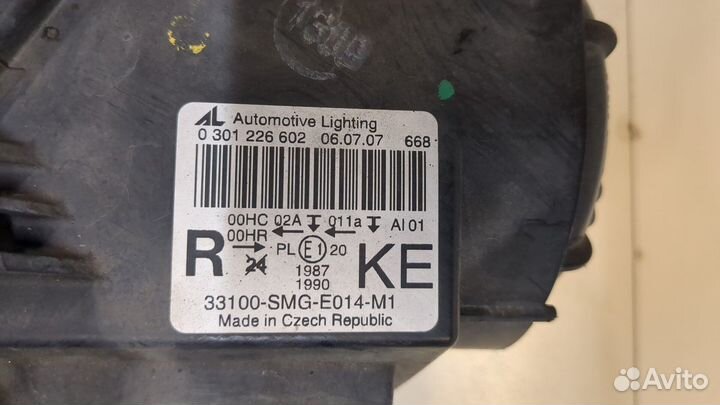 AL Automotive Lighting
0 301 226 602 06.07.07 668
00HC 02A 011a AI 01
00HR
R PL E1 20 KE
24 1987
1990
33100-SMG-E014-M1
Made in Czech Republic
Avito